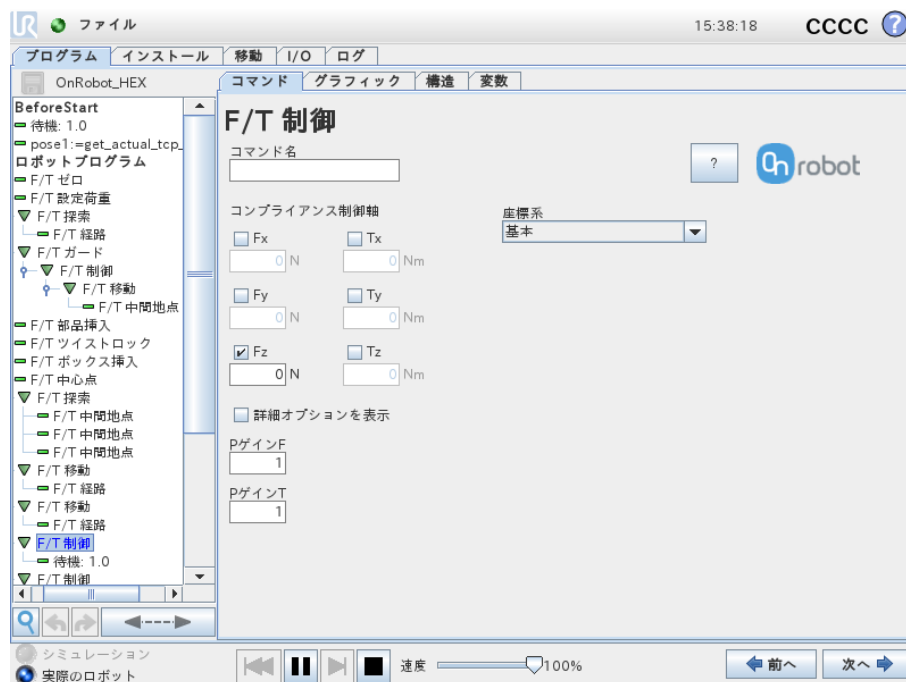 ファイル 15:38:18 CCCC ?
プログラム インストール 移動 I/O ログ
OnRobot_HEX
コマンド グラフィック 構造 変数
BeforeStart
待機: 1.0
pose1:=get_actual_tcp_
ロボットプログラム
F/T ゼロ
F/T 設定荷重
F/T 探索
F/T 経路
F/T ガード
F/T 制御
F/T 移動
F/T 中間地点
F/T 部品挿入
F/T ツイストロック
F/T ボックス挿入
F/T 中心点
F/T 探索
F/T 中間地点
F/T 中間地点
F/T 中間地点
F/T 移動
F/T 経路
F/T 移動
F/T 経路
F/T 制御
待機: 1.0
F/T 制御
F/T 制御
コマンド名
?
On robot
コンプライアンス制御軸
座標系
基本
Fx Tx
0 N 0 Nm
Fy Ty
0 N 0 Nm
Fz Tz
0 N 0 Nm
詳細オプションを表示
PゲインF
1
PゲインT
1
シミュレーション
実際のロボット
速度 100%
前へ 次へ